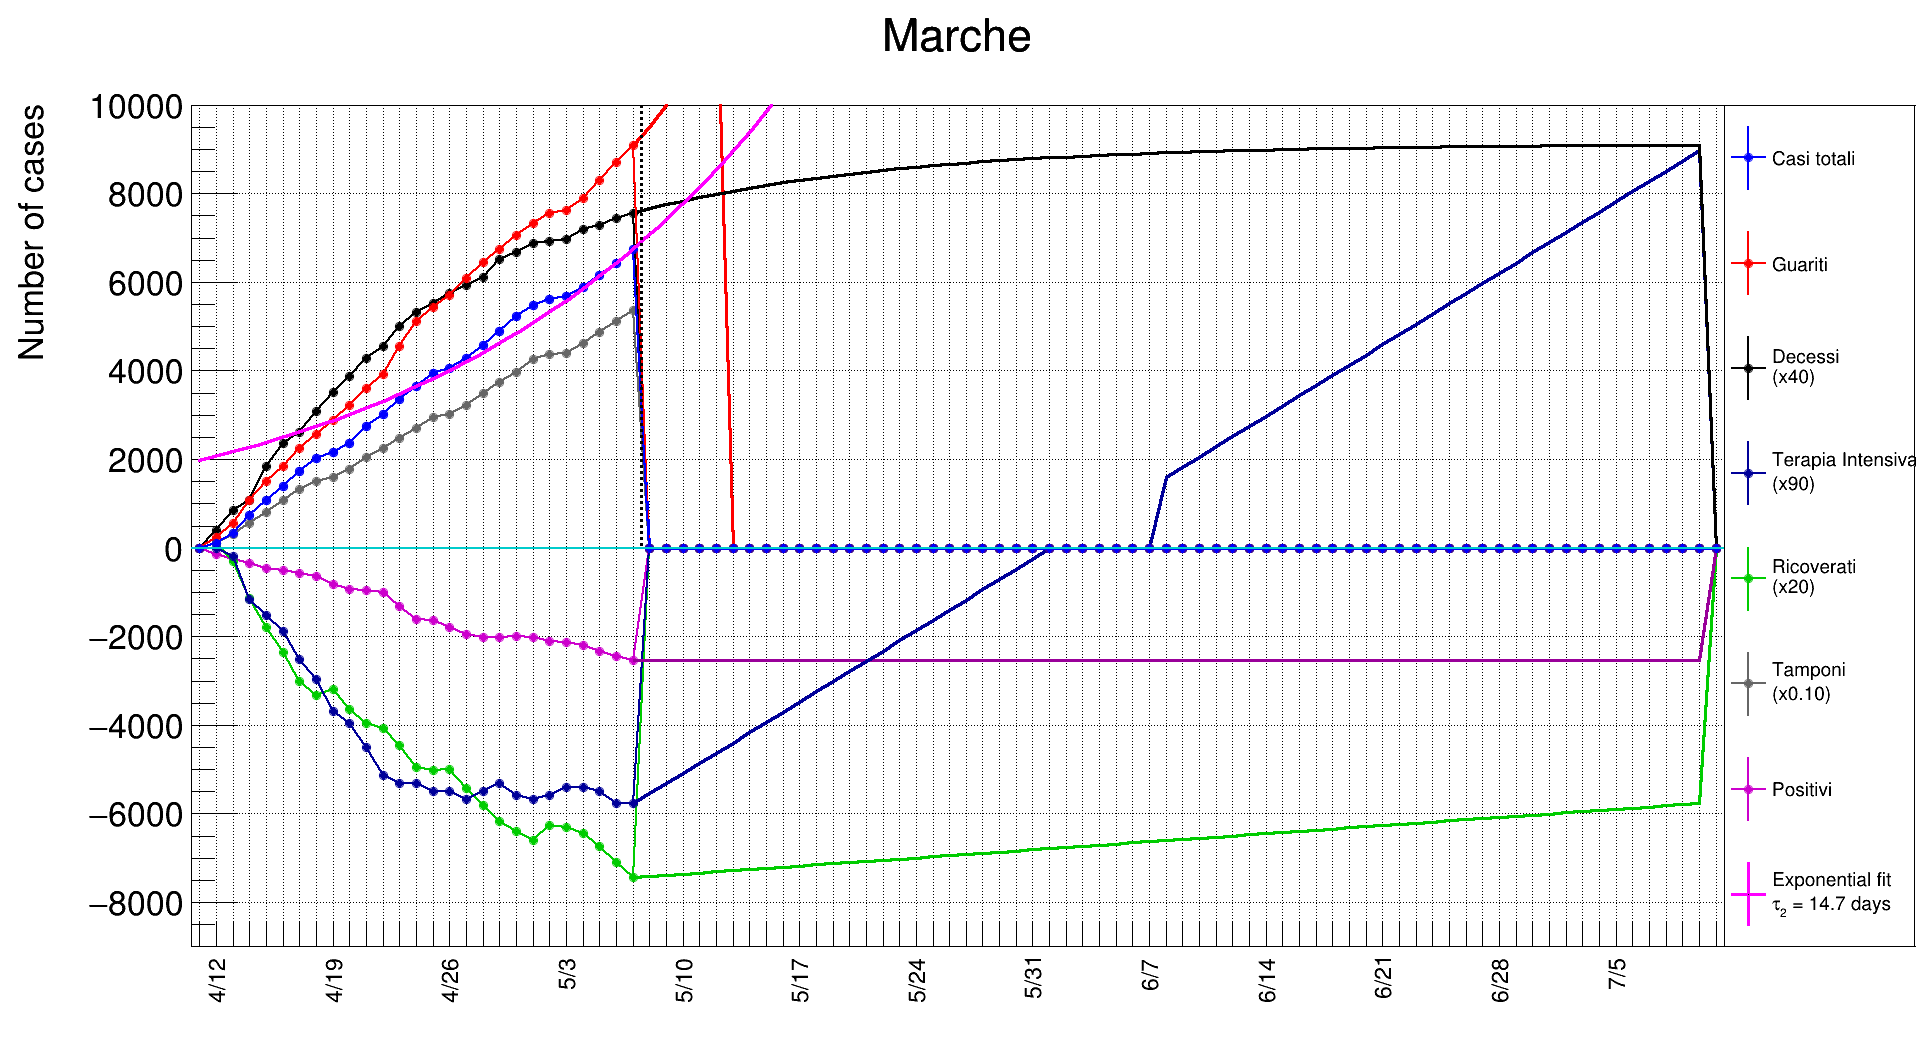 Marche
Number of cases
10000
8000
6000
4000
2000
0
−2000
−4000
−6000
−8000
4/12
4/19
4/26
5/3
5/10
5/17
5/24
5/31
6/7
6/14
6/21
6/28
7/5
Casi totali
Guariti
Decessi
(x40)
Terapia Intensiva
(x90)
Ricoverati
(x20)
Tamponi
(x0.10)
Positivi
Exponential fit
τ2 = 14.7 days